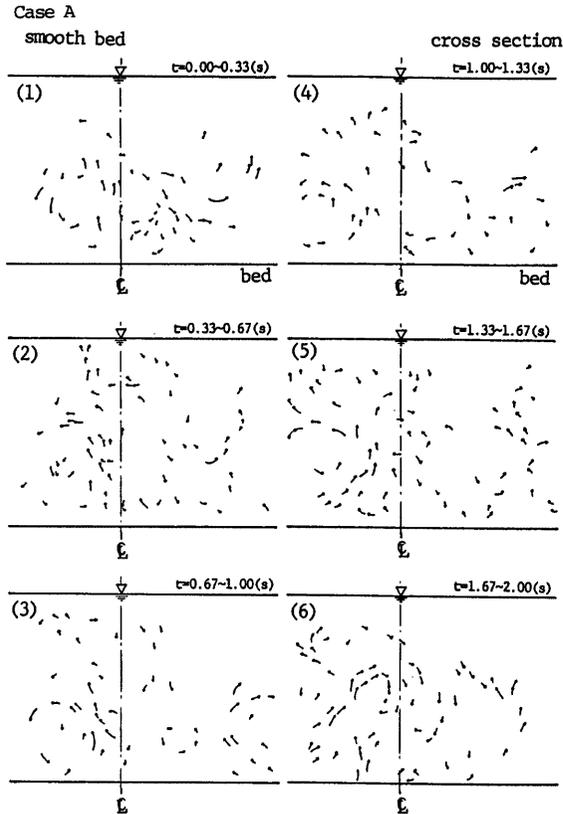 Case A
smooth bed
cross section
t=0.00~0.33(s)
t=1.00~1.33(s)
(1)
(4)
bed
bed
℄
℄
t=0.33~0.67(s)
t=1.33~1.67(s)
(2)
(5)
℄
℄
t=0.67~1.00(s)
t=1.67~2.00(s)
(3)
(6)
℄
℄